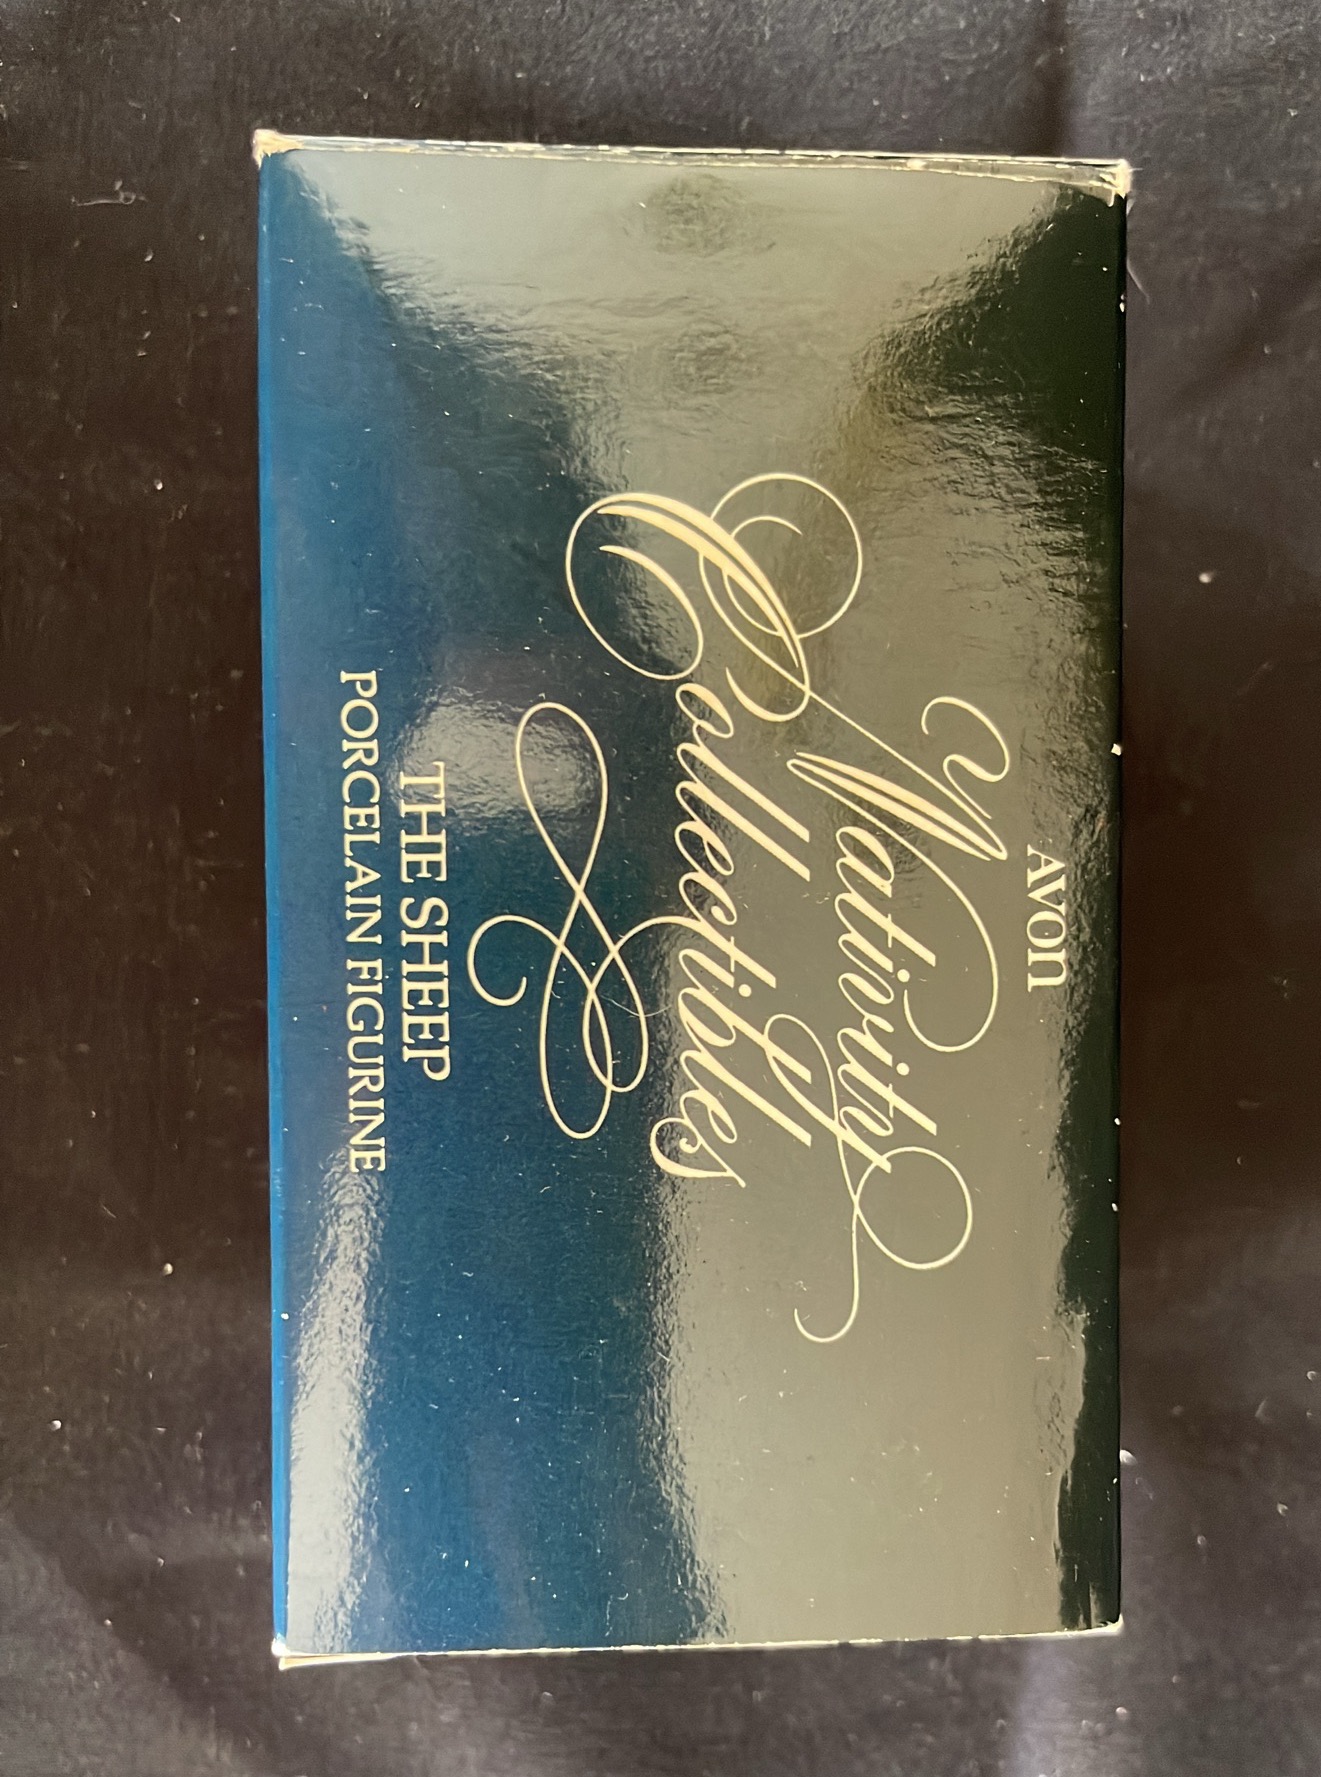 AVON
Nativity
Collectibles
THE SHEEP
PORCELAIN FIGURINE